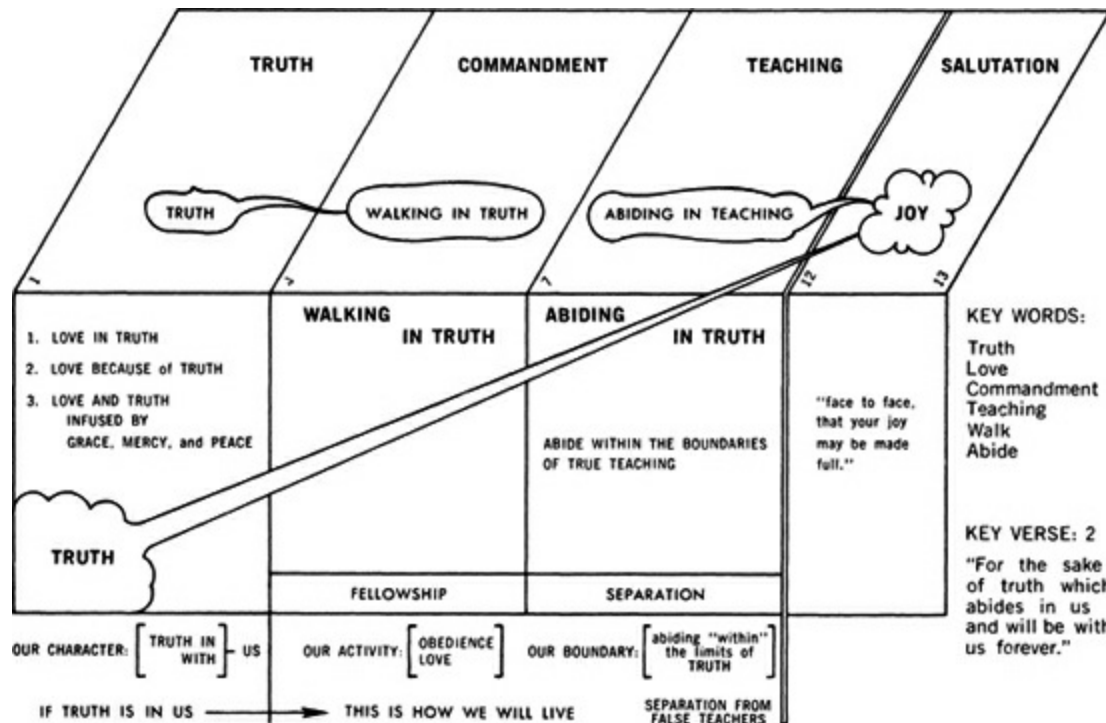 TRUTH
COMMANDMENT
TEACHING
SALUTATION
TRUTH
WALKING IN TRUTH
ABIDING IN TEACHING
JOY
1
7
12
13
1. LOVE IN TRUTH
2. LOVE BECAUSE of TRUTH
3. LOVE AND TRUTH
INFUSED BY
GRACE, MERCY, and PEACE
TRUTH
WALKING
IN TRUTH
FELLOWSHIP
ABIDING
IN TRUTH
ABIDE WITHIN THE BOUNDARIES
OF TRUE TEACHING
SEPARATION
"face to face,
that your joy
may be made
full."
KEY WORDS:
Truth
Love
Commandment
Teaching
Walk
Abide
KEY VERSE: 2
"For the sake
of truth which
abides in us
and will be with
us forever."
OUR CHARACTER:
TRUTH IN
WITH
- US
OUR ACTIVITY:
OBEDIENCE
LOVE
OUR BOUNDARY:
abiding "within"
the limits of
TRUTH
IF TRUTH IS IN US
THIS IS HOW WE WILL LIVE
SEPARATION FROM
FALSE TEACHERS